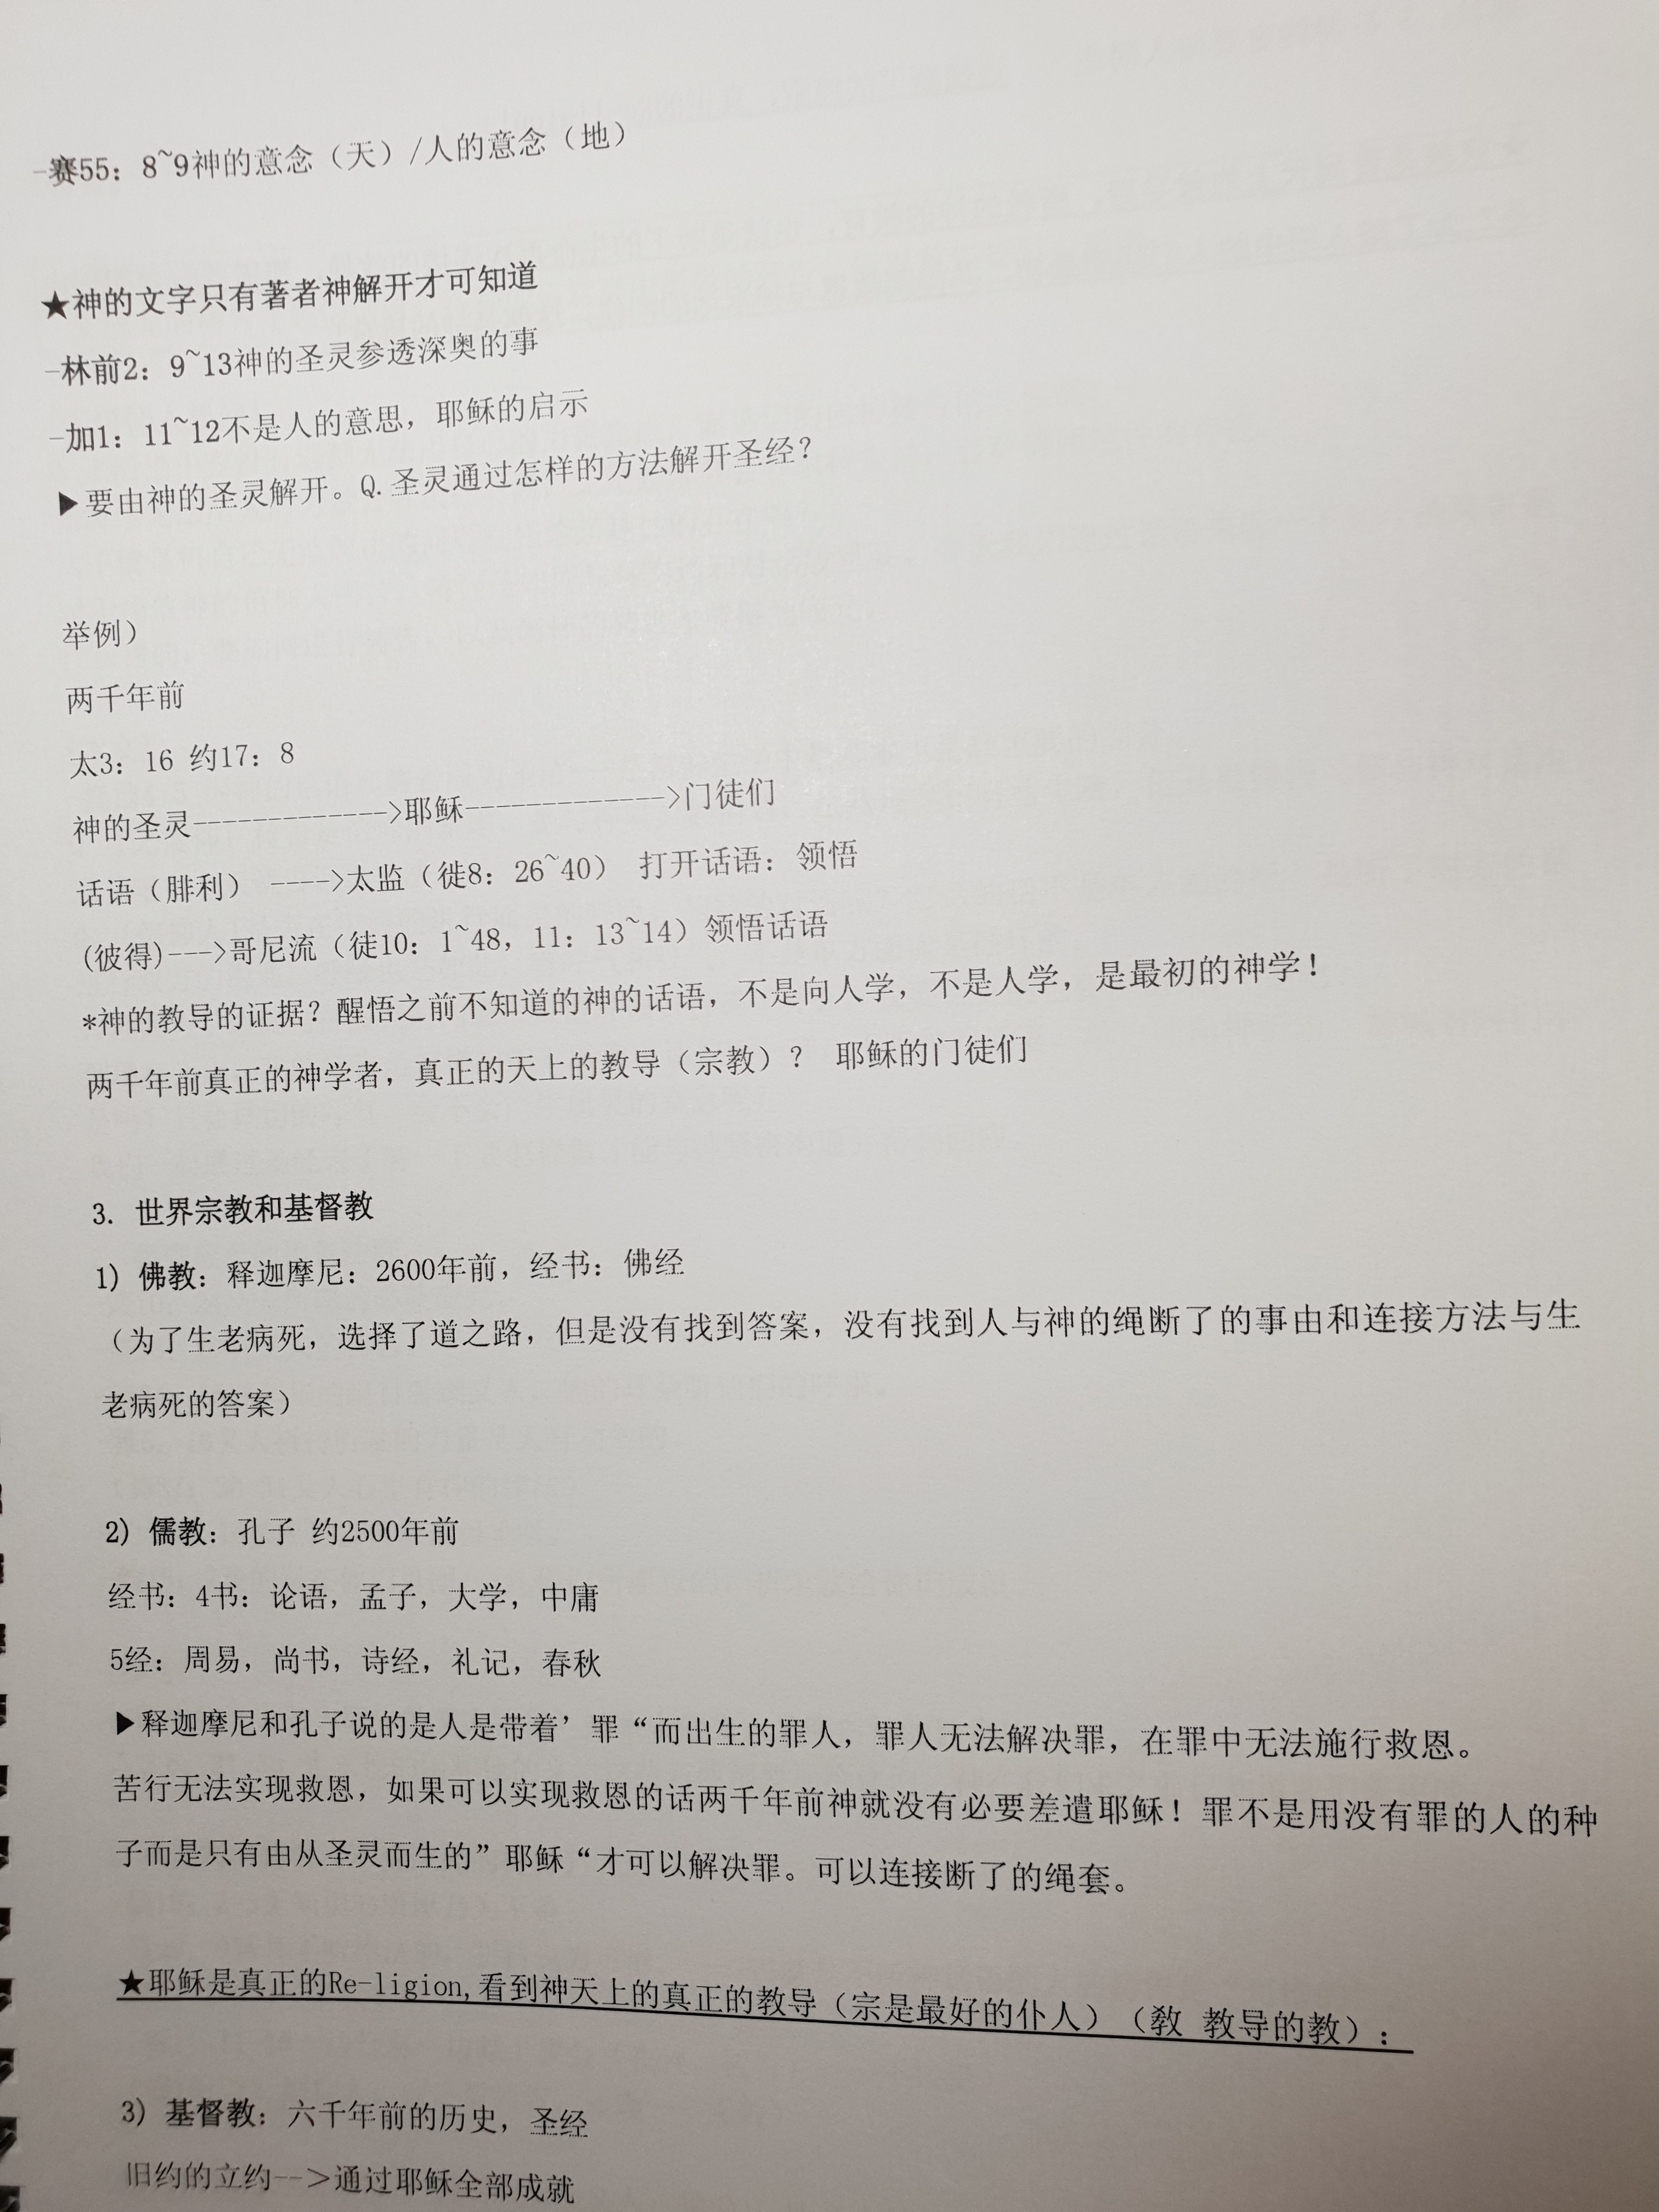 -赛55：8~9神的意念（天）/人的意念（地）
★神的文字只有著者神解开才可知道
-林前2：9~13神的圣灵参透深奥的事
-加1：11~12不是人的意思，耶稣的启示
▶要由神的圣灵解开。Q.圣灵通过怎样的方法解开圣经？
举例）
两千年前
太3：16 约17：8
神的圣灵------------->耶稣------------->门徒们
话语（腓利） ---->太监（徙8：26~40） 打开话语：领悟
(彼得)--->哥尼流（徒10：1~48，11：13~14）领悟话语
*神的教导的证据？醒悟之前不知道的神的话语，不是向人学，不是人学，是最初的神学！
两千年前真正的神学者，真正的天上的教导（宗教）？ 耶稣的门徒们
3. 世界宗教和基督教
1) 佛教：释迦摩尼：2600年前，经书：佛经
（为了生老病死，选择了道之路，但是没有找到答案，没有找到人与神的绳断了的事由和连接方法与生
老病死的答案）
2) 儒教：孔子 约2500年前
经书：4书：论语，孟子，大学，中庸
5经：周易，尚书，诗经，礼记，春秋
▶释迦摩尼和孔子说的是人是带着’罪“而出生的罪人，罪人无法解决罪，在罪中无法施行救恩。
苦行无法实现救恩，如果可以实现救恩的话两千年前神就没有必要差遣耶稣！罪不是用没有罪的人的种
子而是只有由从圣灵而生的”耶稣“才可以解决罪。可以连接断了的绳套。
★耶稣是真正的Re-ligion,看到神天上的真正的教导（宗是最好的仆人）（敎 教导的教）：
3) 基督教：六千年前的历史，圣经
旧约的立约-->通过耶稣全部成就